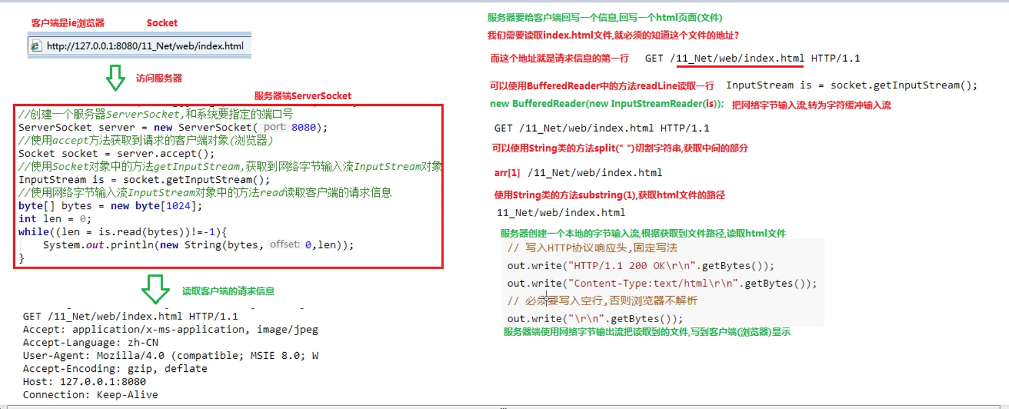 客户端是ie浏览器 Socket
http://127.0.0.1:8080/11_Net/web/index.html
访问服务器
服务器端ServerSocket
//创建一个服务器ServerSocket,和系统要指定的端口号
ServerSocket server = new ServerSocket( port: 8080);
//使用accept方法获取到请求的客户端对象(浏览器)
Socket socket = server.accept();
//使用Socket对象中的方法getInputStream,获取到网络字节输入流InputStream对象
InputStream is = socket.getInputStream();
//使用网络字节输入流InputStream对象中的方法read读取客户端的请求信息
byte[] bytes = new byte[1024];
int len = 0;
while((len = is.read(bytes))!=-1){
System.out.println(new String(bytes, offset: 0,len));
}
读取客户端的请求信息
GET /11_Net/web/index.html HTTP/1.1
Accept: application/x-ms-application, image/jpeg
Accept-Language: zh-CN
User-Agent: Mozilla/4.0 (compatible; MSIE 8.0; W
Accept-Encoding: gzip, deflate
Host: 127.0.0.1:8080
Connection: Keep-Alive
服务器要给客户端回写一个信息,回写一个html页面(文件)
我们需要读取index.html文件,就必须的知道这个文件的地址?
而这个地址就是请求信息的第一行 GET /11_Net/web/index.html HTTP/1.1
可以使用BufferedReader中的方法readLine读取一行 InputStream is = socket.getInputStream();
new BufferedReader(new InputStreamReader(is)); 把网络字节输入流,转为字符缓冲输入流
GET /11_Net/web/index.html HTTP/1.1
可以使用String类的方法split(" ")切割字符串,获取中间的部分
arr[1] /11_Net/web/index.html
使用String类的方法substring(1),获取html文件的路径
11_Net/web/index.html
服务器创建一个本地的字节输入流,根据获取到文件路径,读取html文件
// 写入HTTP协议响应头,固定写法
out.write("HTTP/1.1 200 OK\r\n".getBytes());
out.write("Content-Type:text/html\r\n".getBytes());
// 必须要写入空行,否则浏览器不解析
out.write("\r\n".getBytes());
服务器端使用网络字节输出流把读取到的文件,写到客户端(浏览器)显示